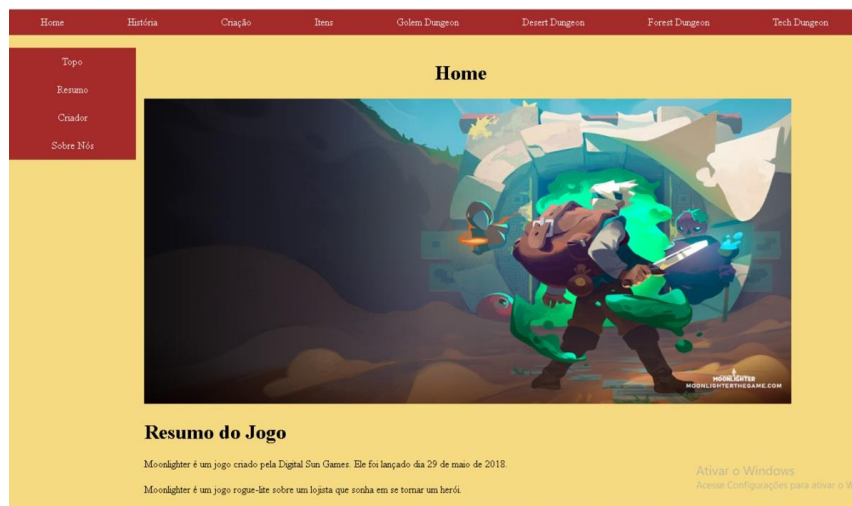 Home História Criação Itens Golem Dungeon Desert Dungeon Forest Dungeon Tech Dungeon
Topo
Resumo
Criador
Sobre Nós
Home
MOONLIGHTER
MOONLIGHTERTHEGAME.COM
Resumo do Jogo
Moonlighter é um jogo criado pela Digital Sun Games. Ele foi lançado dia 29 de maio de 2018.
Moonlighter é um jogo rogue-lite sobre um lojista que sonha em se tornar um herói.
Ativar o Windows
Acesse Configurações para ativar o W